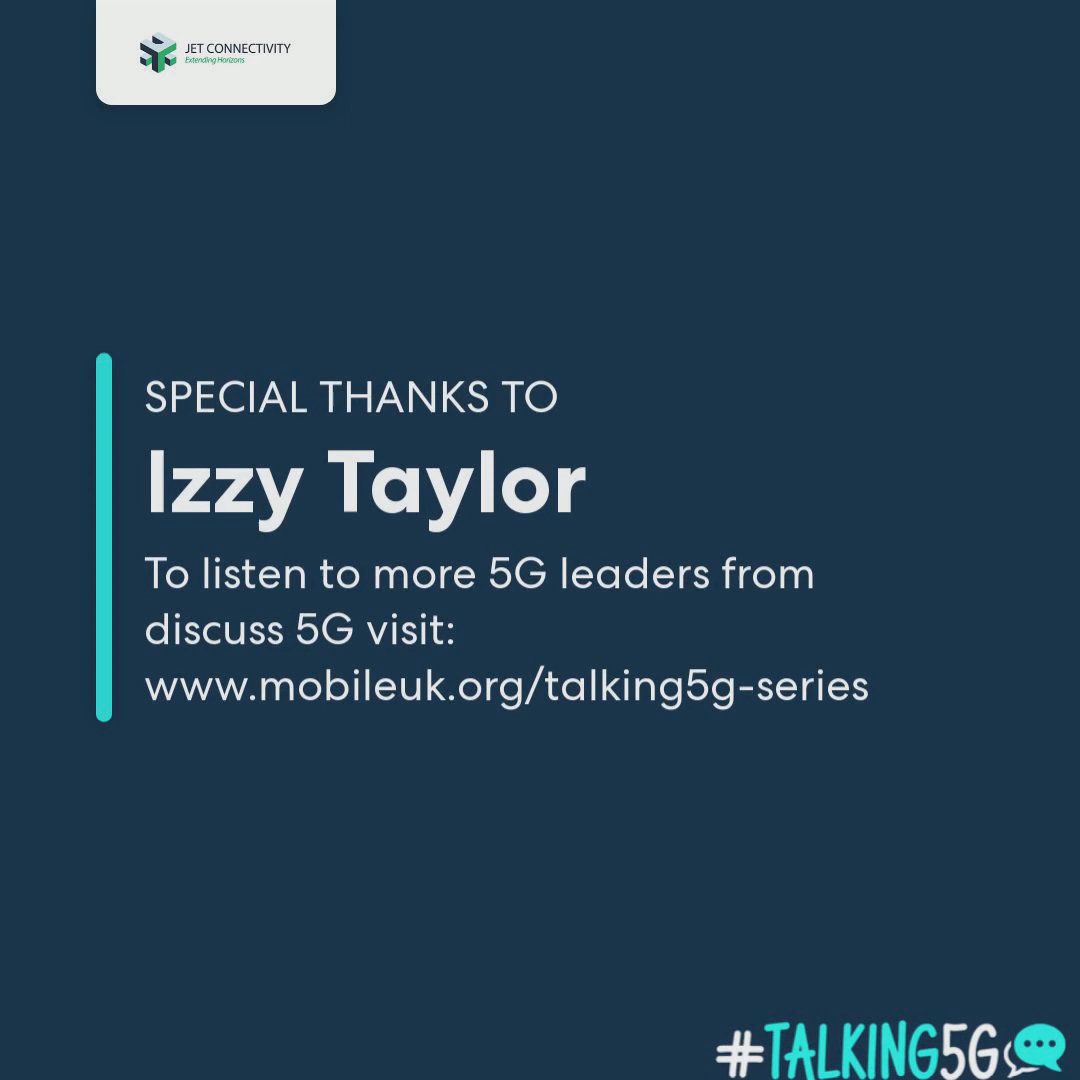 JET CONNECTIVITY
Extending Horizons
SPECIAL THANKS TO
Izzy Taylor
To listen to more 5G leaders from
discuss 5G visit:
www.mobileuk.org/talking5g-series
#TALKING5G